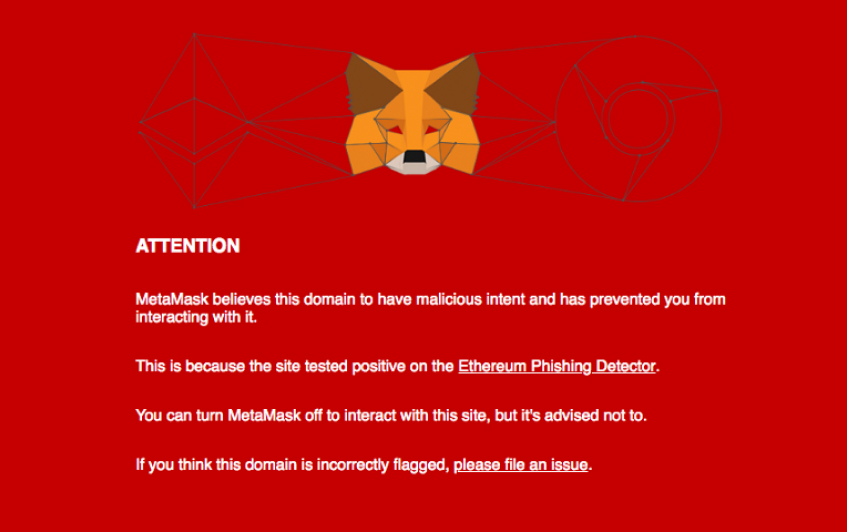 ATTENTION
MetaMask believes this domain to have malicious intent and has prevented you from
interacting with it.
This is because the site tested positive on the Ethereum Phishing Detector.
You can turn MetaMask off to interact with this site, but it's advised not to.
If you think this domain is incorrectly flagged, please file an issue.